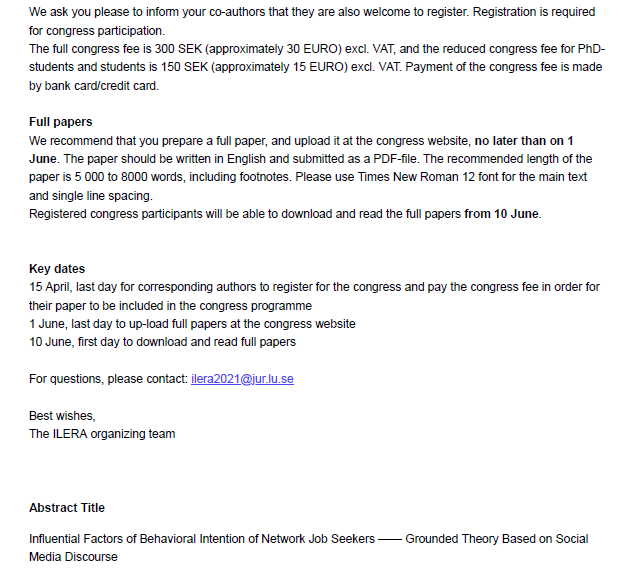 We ask you please to inform your co-authors that they are also welcome to register. Registration is required
for congress participation.
The full congress fee is 300 SEK (approximately 30 EURO) excl. VAT, and the reduced congress fee for PhD-
students and students is 150 SEK (approximately 15 EURO) excl. VAT. Payment of the congress fee is made
by bank card/credit card.
Full papers
We recommend that you prepare a full paper, and upload it at the congress website, no later than on 1
June. The paper should be written in English and submitted as a PDF-file. The recommended length of the
paper is 5 000 to 8000 words, including footnotes. Please use Times New Roman 12 font for the main text
and single line spacing.
Registered congress participants will be able to download and read the full papers from 10 June.
Key dates
15 April, last day for corresponding authors to register for the congress and pay the congress fee in order for
their paper to be included in the congress programme
1 June, last day to up-load full papers at the congress website
10 June, first day to download and read full papers
For questions, please contact: ilera2021@jur.lu.se
Best wishes,
The ILERA organizing team
Abstract Title
Influential Factors of Behavioral Intention of Network Job Seekers —— Grounded Theory Based on Social
Media Discourse